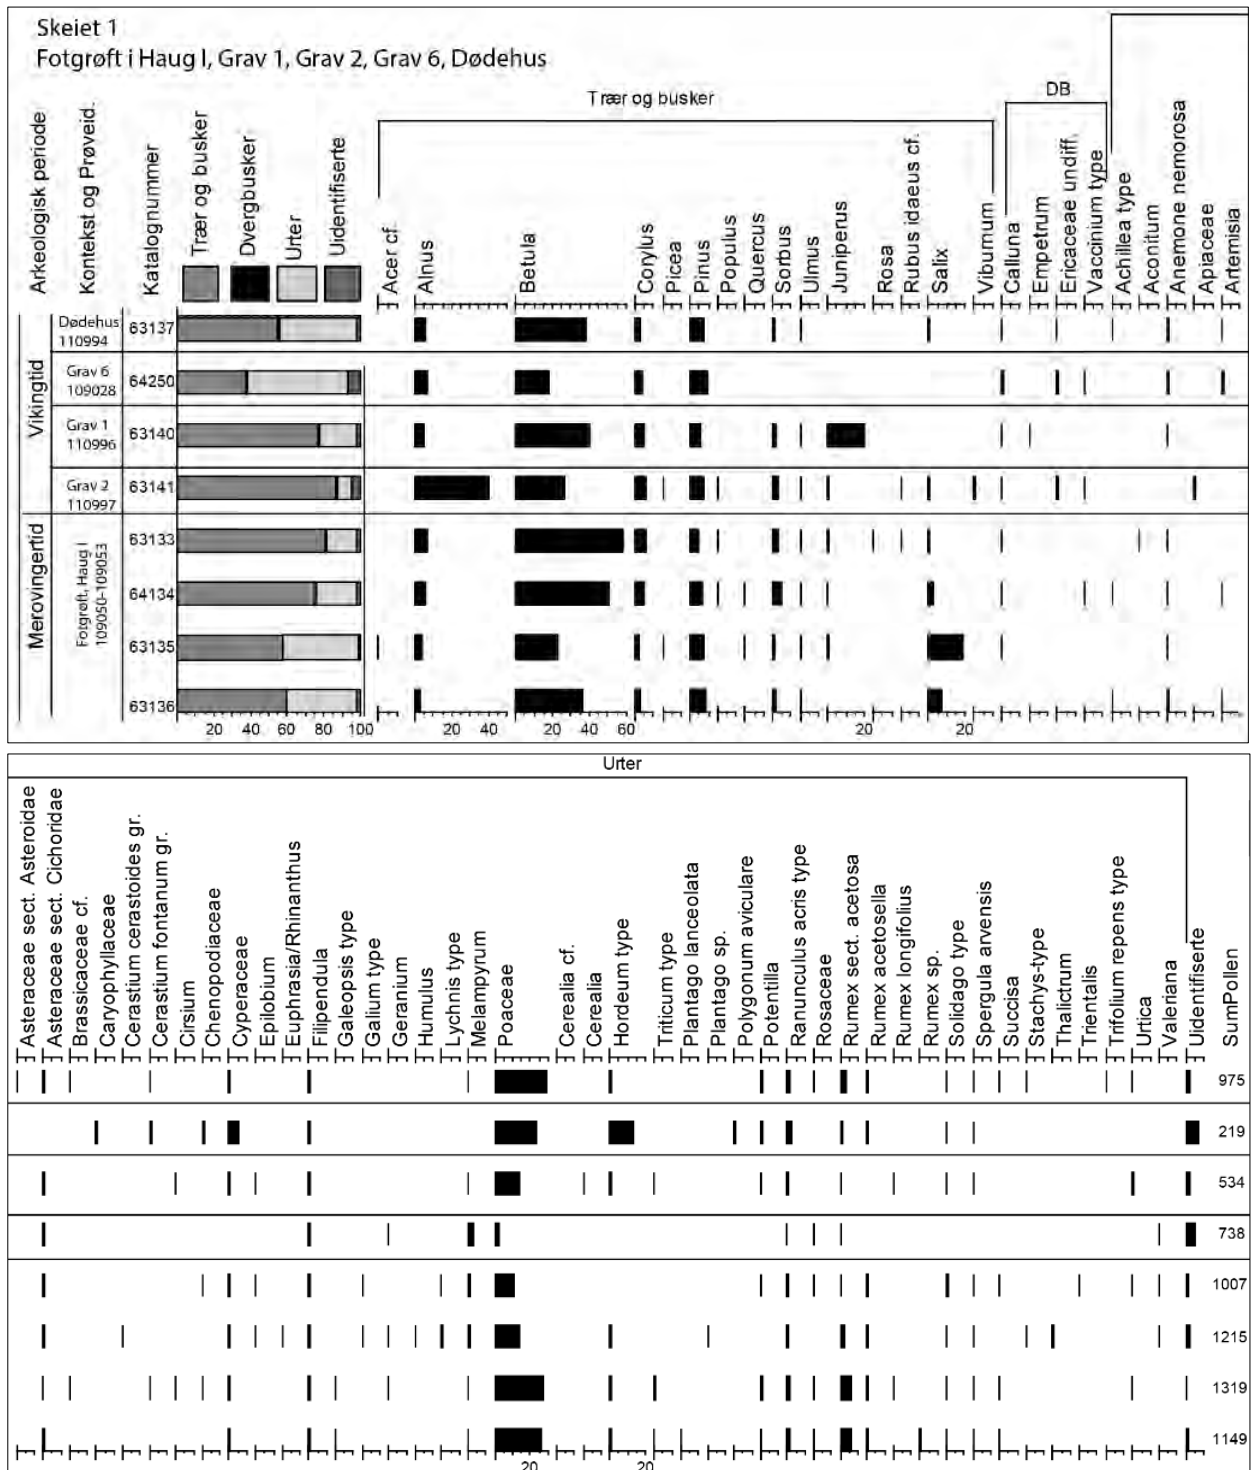 Skeiet 1
Fotgrøft i Haug I, Grav 1, Grav 2, Grav 6, Dødehus
Trær og busker
DB
Arkeologisk periode
Kontekst og Prøveid.
Katalognummer
Trær og busker
Dvergbusker
Urter
Uidentifiserte
Acer cf.
Alnus
Betula
Corylus
Picea
Pinus
Populus
Quercus
Sorbus
Ulmus
Juniperus
Rosa
Rubus idaeus cf.
Salix
Viburnum
Calluna
Empetrum
Ericaceae undiff.
Vaccinium type
Achillea type
Aconitum
Anemone nemorosa
Apiaceae
Artemisia
Vikingtid
Dødehus
110994
63137
Grav 6
109028
64250
Grav 1
110996
63140
Grav 2
110997
63141
Merovingertid
Fotgrøft, Haug I
109050-109053
63133
64134
63135
63136
20 40 60 80 100 20 40 20 40 60 20 20
Urter
Asteraceae sect. Asteroidae
Asteraceae sect. Cichoridae
Brassicaceae cf.
Caryophyllaceae
Cerastium cerastoides gr.
Cerastium fontanum gr.
Cirsium
Chenopodiaceae
Cyperaceae
Epilobium
Euphrasia/Rhinanthus
Filipendula
Galeopsis type
Galium type
Geranium
Humulus
Lychnis type
Melampyrum
Poaceae
Cerealia cf.
Cerealia
Hordeum type
Triticum type
Plantago lanceolata
Plantago sp.
Polygonum aviculare
Potentilla
Ranunculus acris type
Rosaceae
Rumex sect. acetosa
Rumex acetosella
Rumex longifolius
Rumex sp.
Solidago type
Spergula arvensis
Succisa
Stachys-type
Thalictrum
Trientalis
Trifolium repens type
Urtica
Valeriana
Uidentifiserte
SumPollen
975
219
534
738
1007
1215
1319
1149
20 20